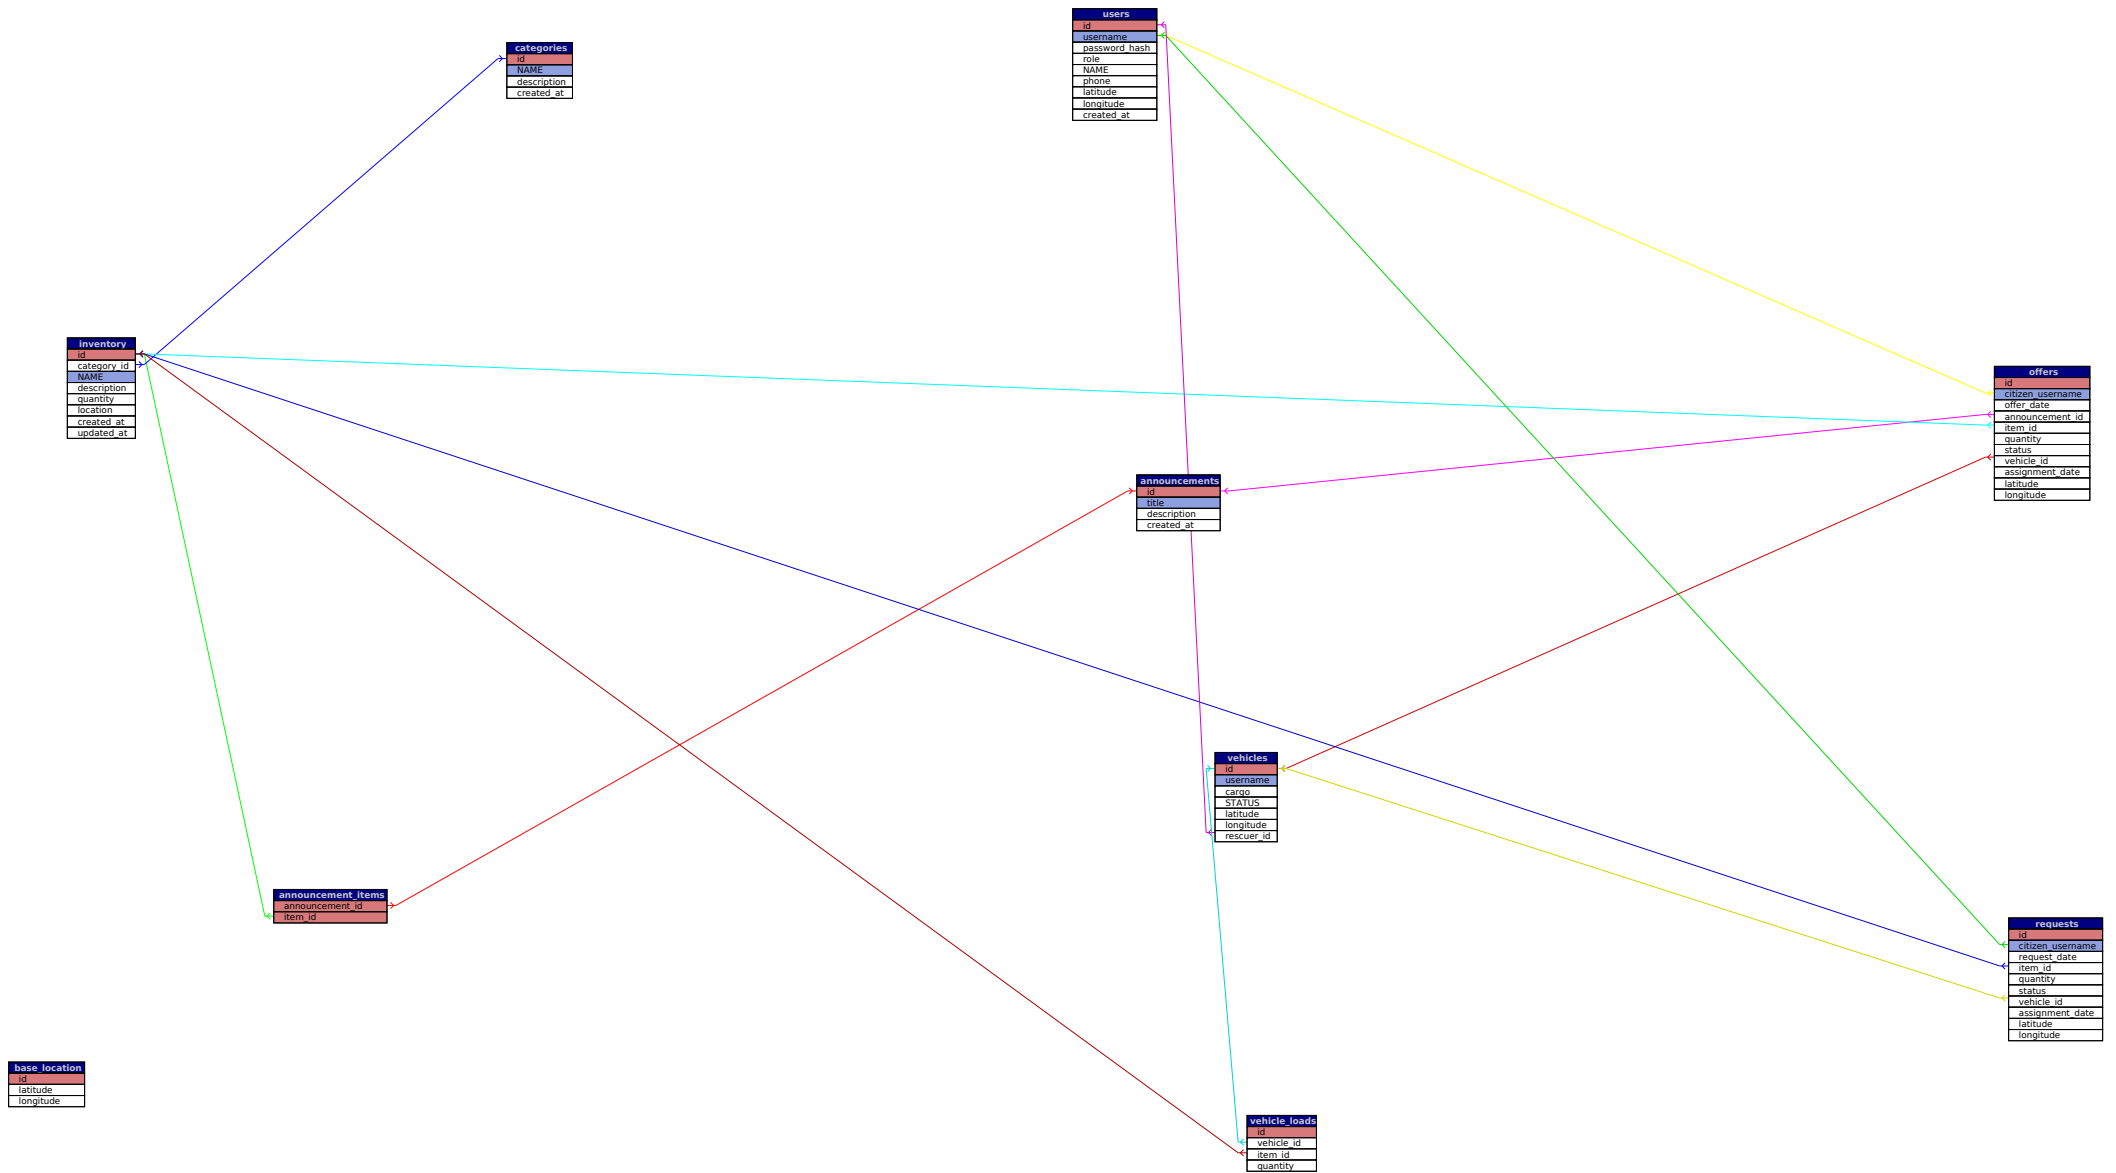 users
id
username
password_hash
role
NAME
phone
latitude
longitude
created_at
categories
id
NAME
description
created_at
inventory
id
category_id
NAME
description
quantity
location
created_at
updated_at
offers
id
citizen_username
offer_date
announcement_id
item_id
quantity
status
vehicle_id
assignment_date
latitude
longitude
announcements
id
title
description
created_at
vehicles
id
username
cargo
STATUS
latitude
longitude
rescuer_id
announcement_items
announcement_id
item_id
requests
id
citizen_username
request_date
item_id
quantity
status
vehicle_id
assignment_date
latitude
longitude
base_location
id
latitude
longitude
vehicle_loads
id
vehicle_id
item_id
quantity